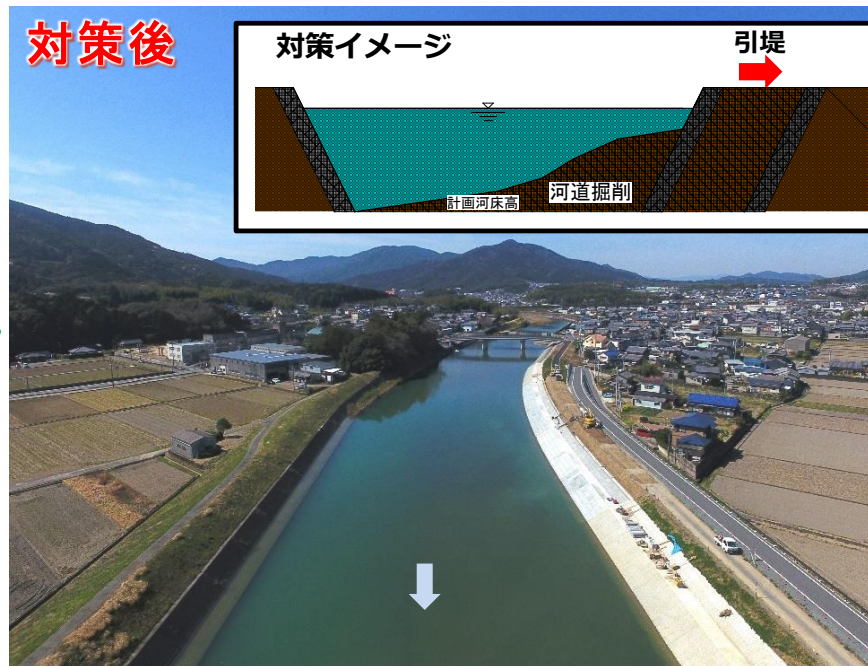 対策後
対策イメージ
引堤
河道掘削
計画河床高